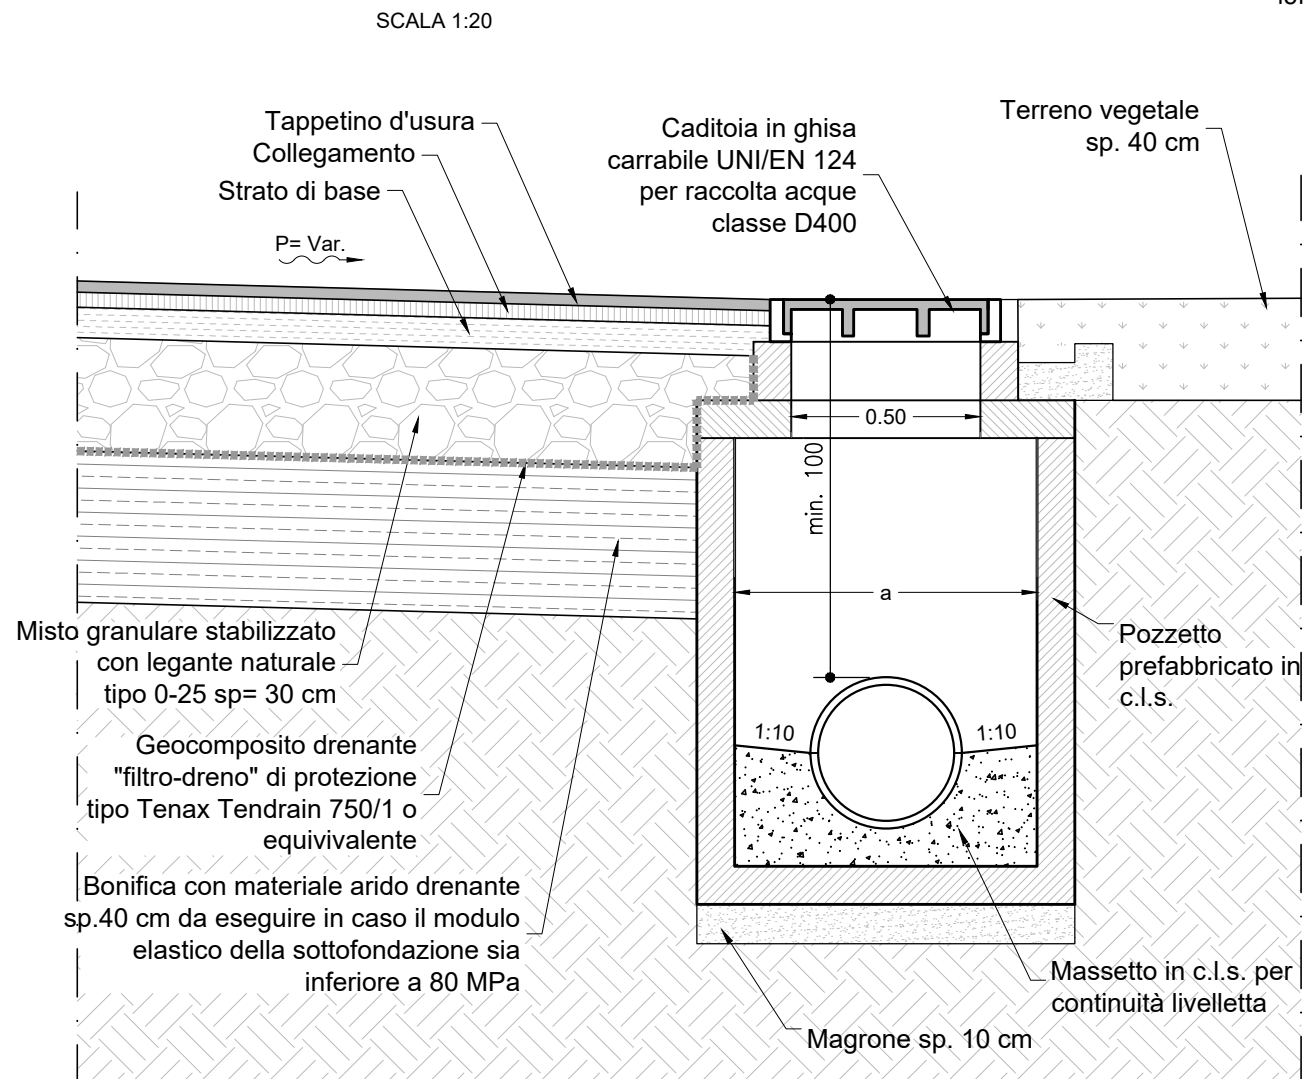 SCALA 1:20
Tappetino d'usura
Collegamento
Strato di base
P= Var.
Caditoia in ghisa
carrabile UNI/EN 124
per raccolta acque
classe D400
Terreno vegetale
sp. 40 cm
0.50
min. 100
a
1:10
1:10
Misto granulare stabilizzato
con legante naturale
tipo 0-25 sp= 30 cm
Geocomposito drenante
"filtro-dreno" di protezione
tipo Tenax Tendrain 750/1 o
equivivalente
Bonifica con materiale arido drenante
sp.40 cm da eseguire in caso il modulo
elastico della sottofondazione sia
inferiore a 80 MPa
Pozzetto
prefabbricato in
c.l.s.
Massetto in c.l.s. per
continuità livelletta
Magrone sp. 10 cm